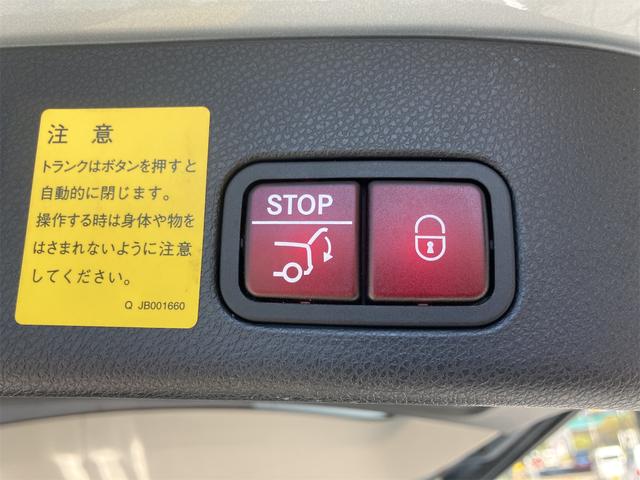 注 意
トランクはボタンを押すと
自動的に閉じます。
操作する時は身体や物を
はさまれないように注意
してください。
Q JB001660
STOP